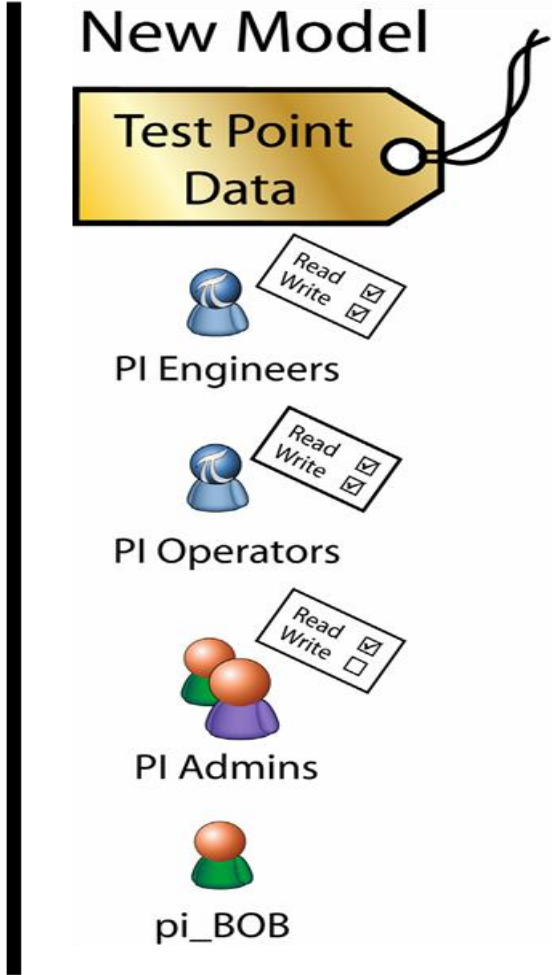 New Model
Test Point
Data
Read
Write
PI Engineers
Read
Write
PI Operators
Read
Write
PI Admins
pi_BOB